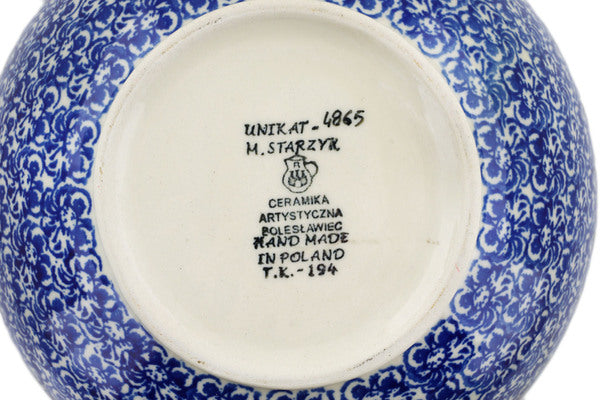 UNIKAT - 4865
M. STARZYK
CERAMIKA
ARTYSTYCZNA
BOLESŁAWIEC
HAND MADE
IN POLAND
T.K.-194